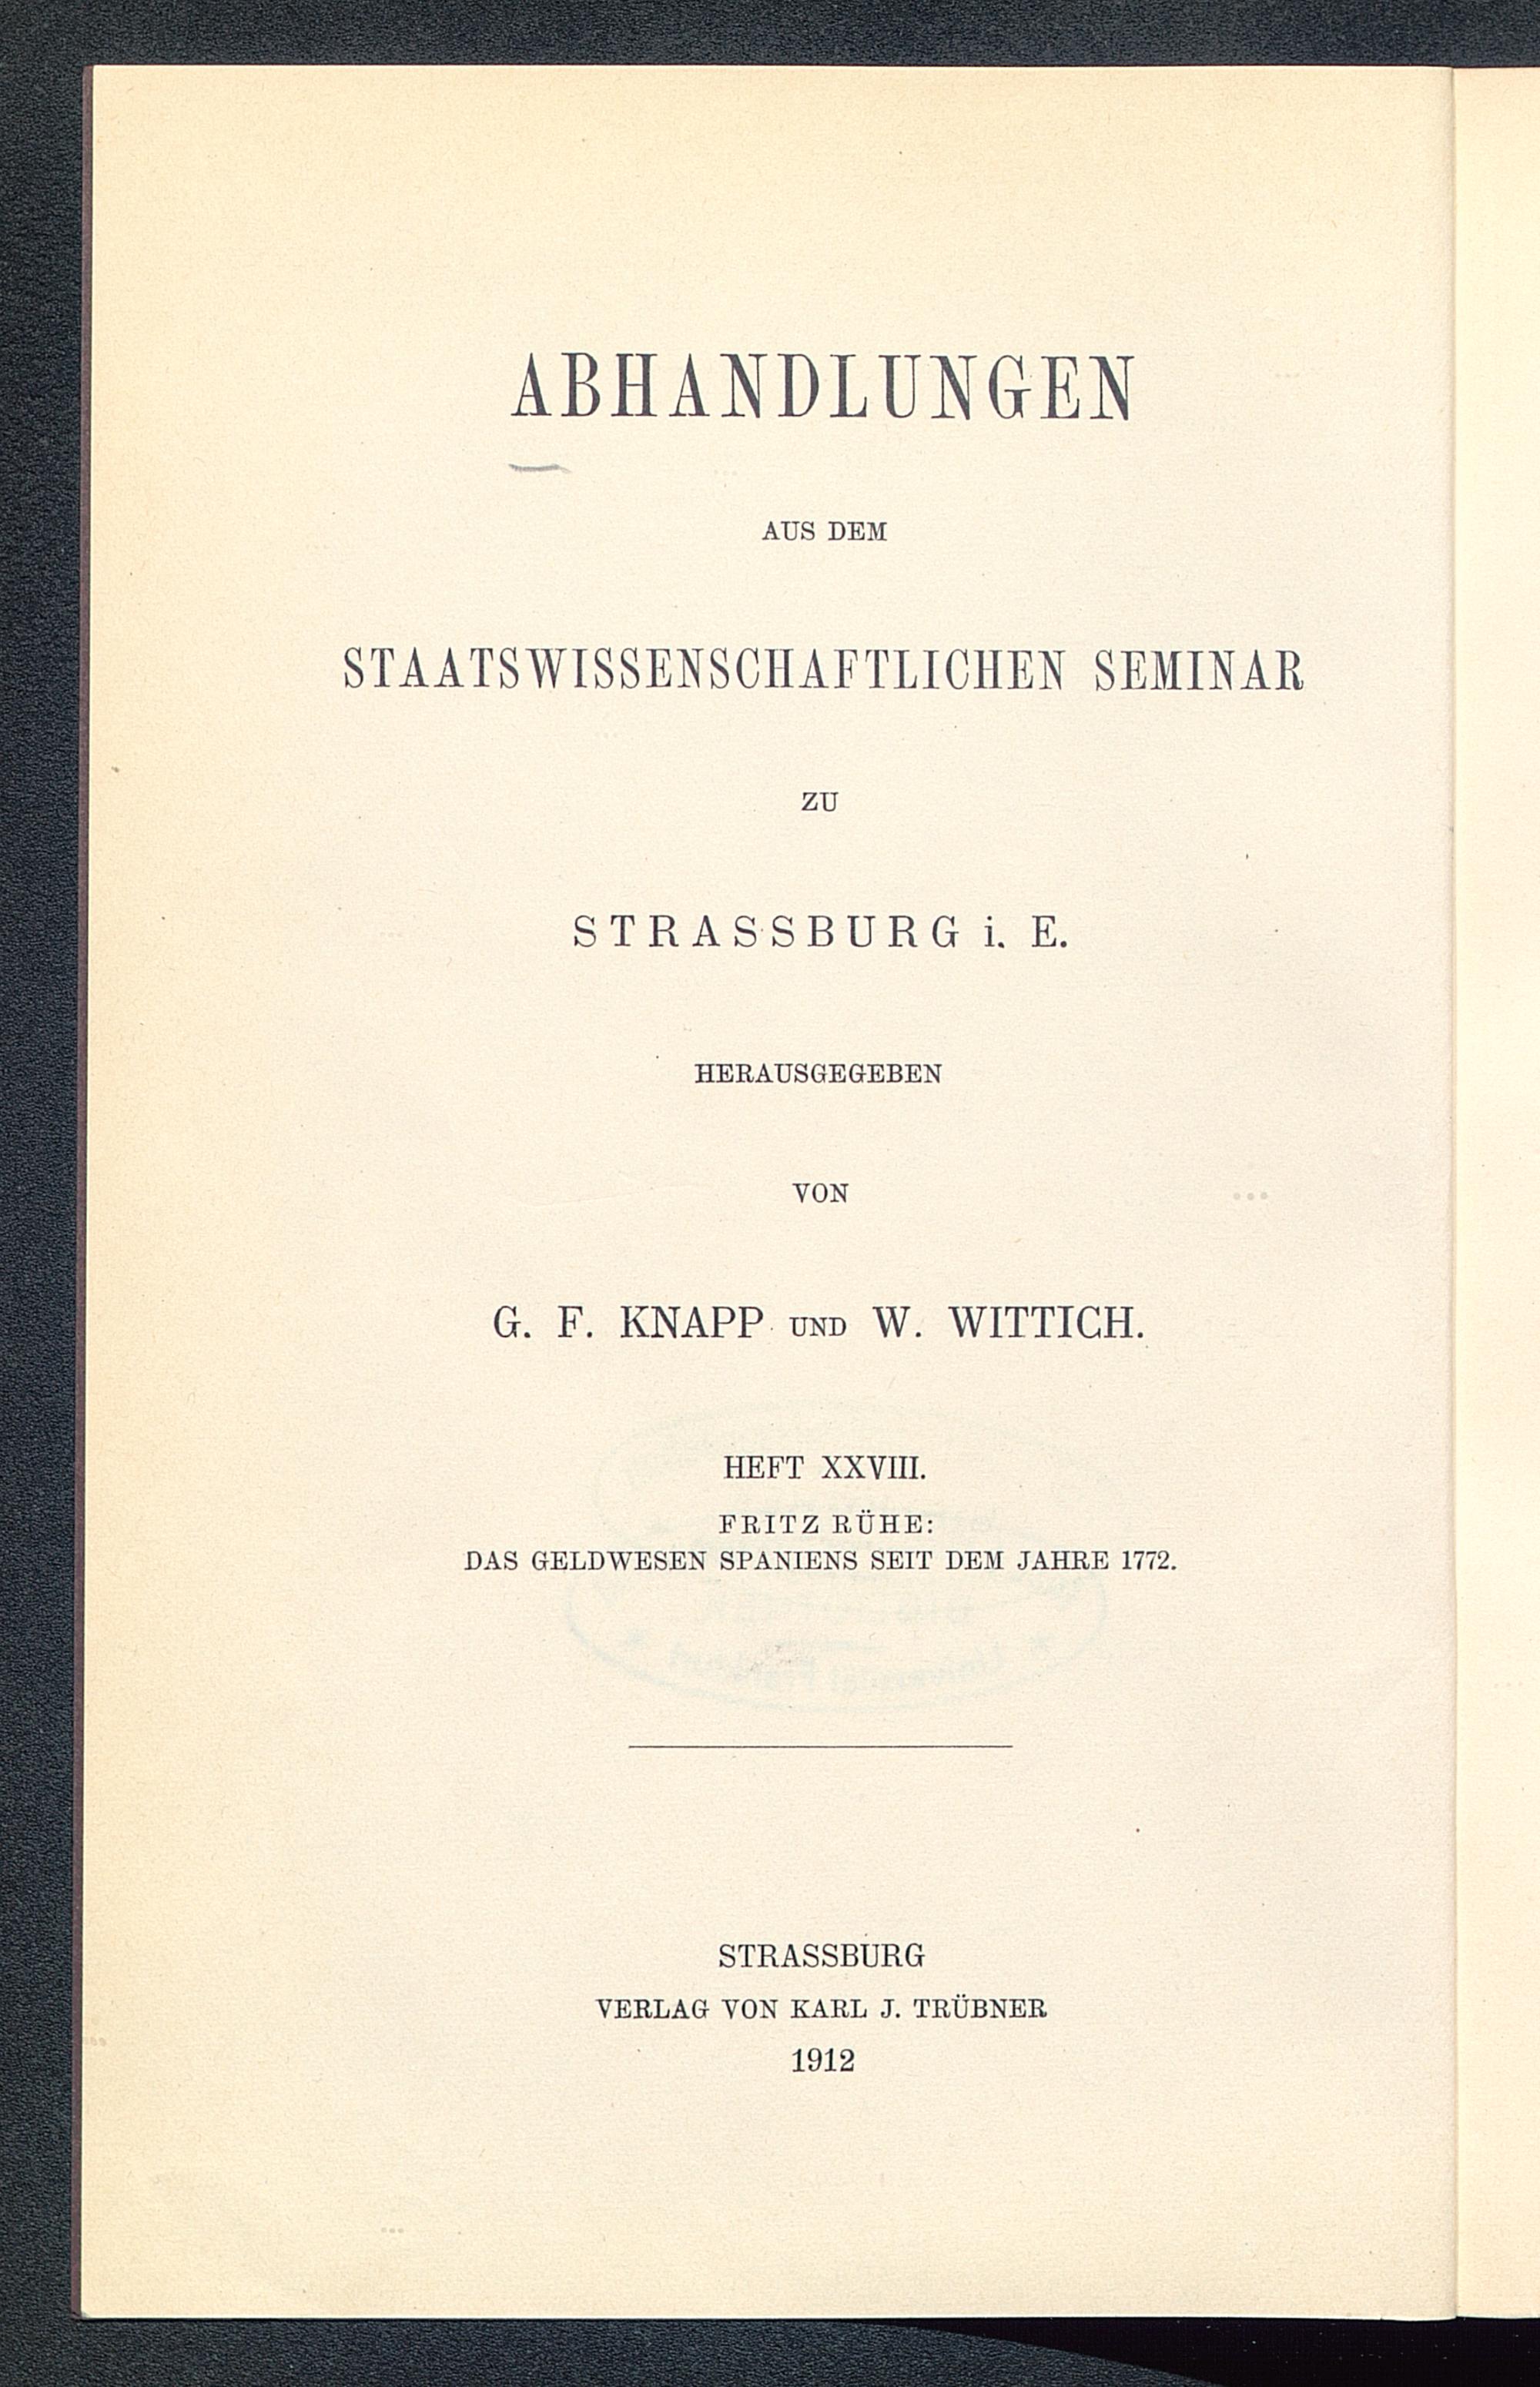 ABHANDLUNGEN
AUS DEM
STAATSWISSENSCHAFTLICHEN SEMINAR
ZU
STRASSBURG i. E.
HERAUSGEGEBEN
VON
G. F. KNAPP UND W. WITTICH.
HEFT XXVIII.
FRITZ RÜHE:
DAS GELDWESEN SPANIENS SEIT DEM JAHRE 1772.
STRASSBURG
VERLAG VON KARL J. TRÜBNER
1912